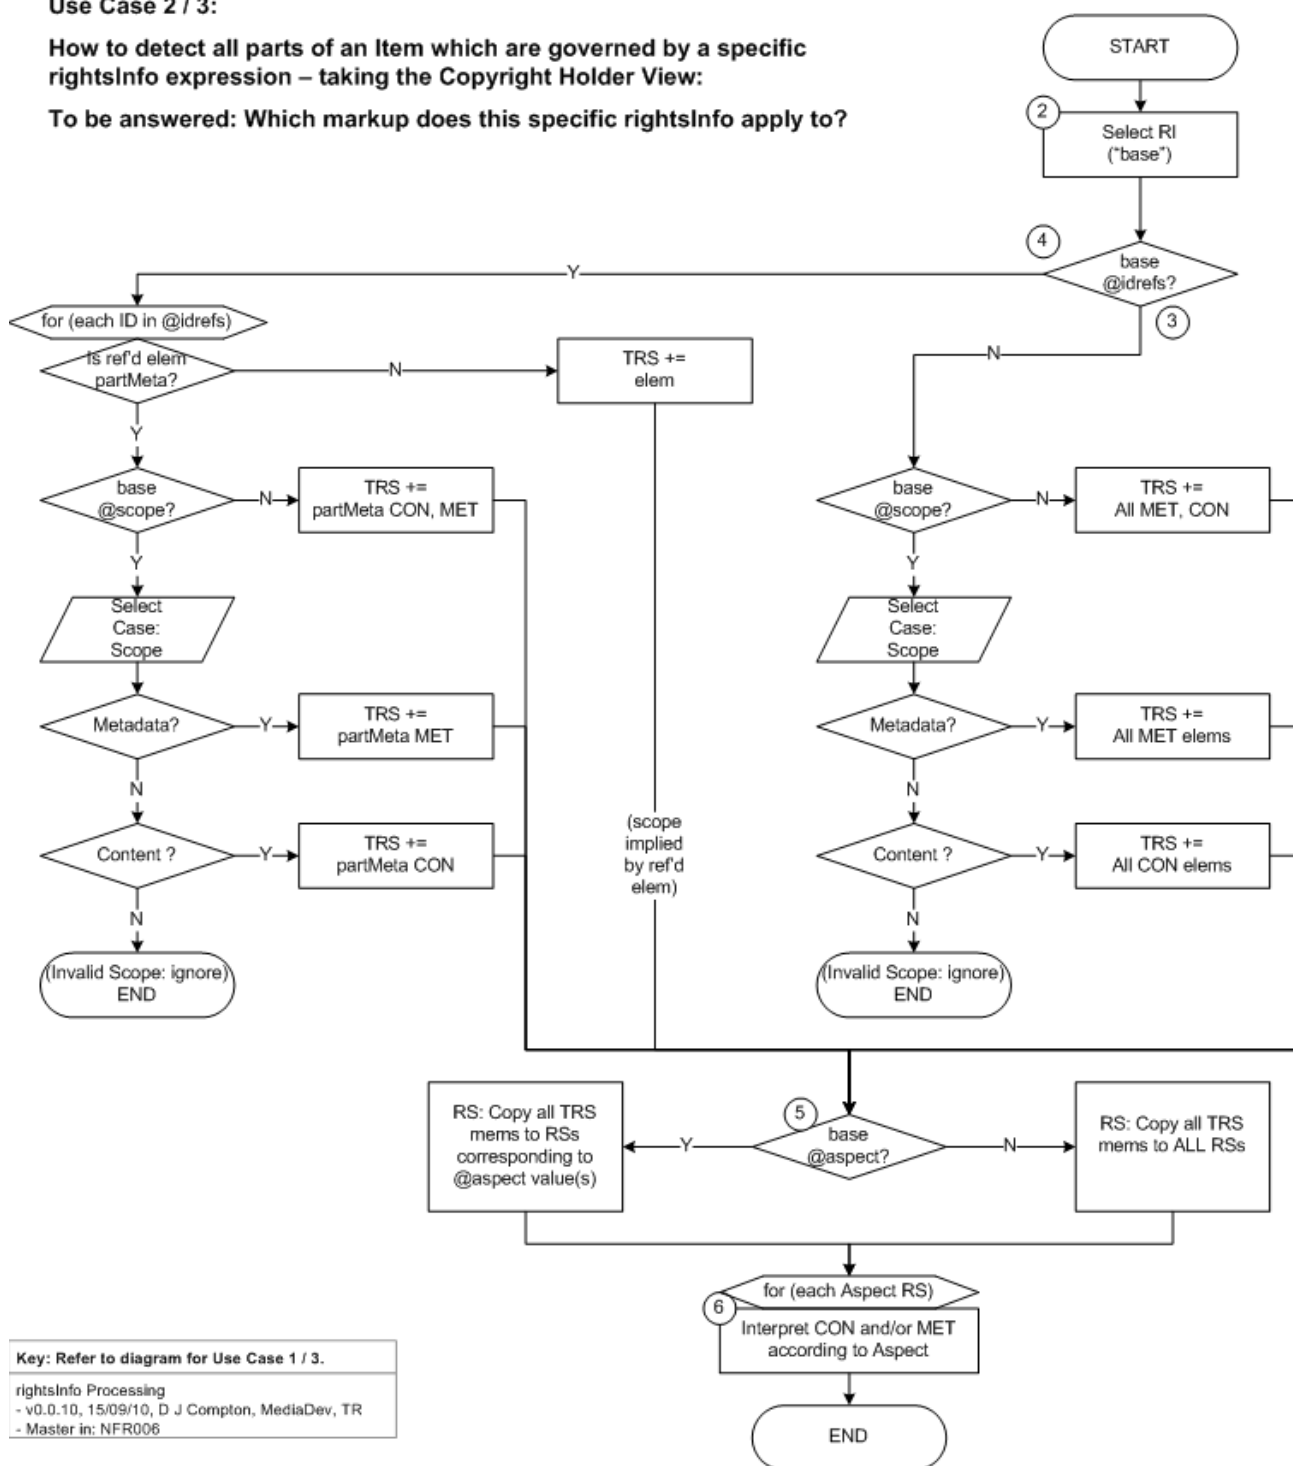 Use Case 2 / 3:
How to detect all parts of an Item which are governed by a specific
rightsInfo expression – taking the Copyright Holder View:
To be answered: Which markup does this specific rightsInfo apply to?
START
2
Select RI
("base")
4
base
@idrefs?
3
Y
N
for (each ID in @idrefs)
Is ref'd elem
partMeta?
N
TRS +=
elem
Y
base
@scope?
N
TRS +=
partMeta CON, MET
Y
Select
Case:
Scope
Metadata?
Y
TRS +=
partMeta MET
N
Content ?
Y
TRS +=
partMeta CON
N
(Invalid Scope: ignore)
END
(scope
implied
by ref'd
elem)
base
@scope?
N
TRS +=
All MET, CON
Y
Select
Case:
Scope
Metadata?
Y
TRS +=
All MET elems
N
Content ?
Y
TRS +=
All CON elems
N
(Invalid Scope: ignore)
END
RS: Copy all TRS
mems to RSs
corresponding to
@aspect value(s)
Y
5
base
@aspect?
N
RS: Copy all TRS
mems to ALL RSs
for (each Aspect RS)
6
Interpret CON and/or MET
according to Aspect
END
Key: Refer to diagram for Use Case 1 / 3.
rightsInfo Processing
- v0.0.10, 15/09/10, D J Compton, MediaDev, TR
- Master in: NFR006